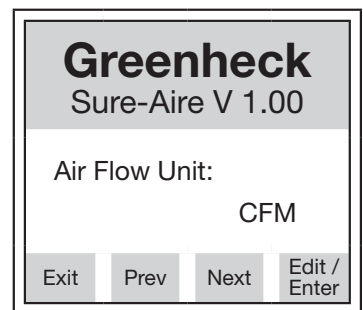 Greenheck
Sure-Aire V 1.00
Air Flow Unit:
CFM
Exit Prev Next Edit /
Enter